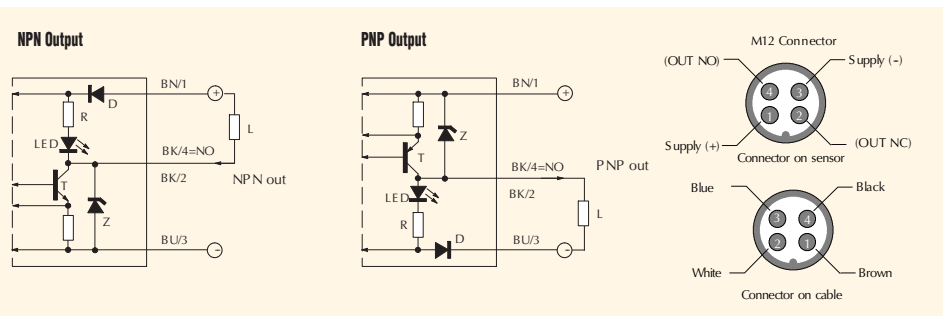 NPN Output
BN/1
+
D
R
L
LED
BK/4=NO
BK/2
NPN out
T
Z
BU/3
-
PNP Output
BN/1
+
Z
T
BK/4=NO
PNP out
BK/2
LED
R
L
D
BU/3
-
M12 Connector
(OUT NO)
Supply (-)
4
3
1
2
Supply (+)
(OUT NC)
Connector on sensor
Blue
Black
3
4
2
1
White
Brown
Connector on cable